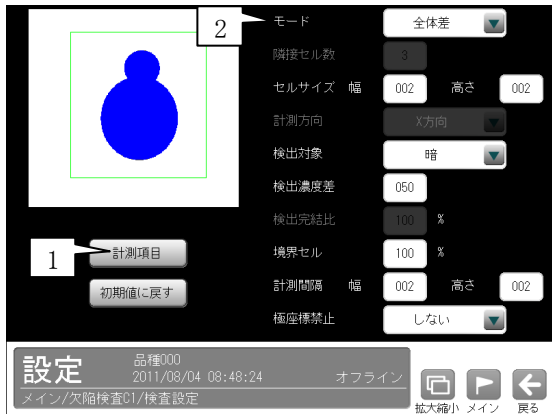 2
モード 全体差
隣接セル数 3
セルサイズ 幅 002 高さ 002
計測方向 X方向
検出対象 暗
検出濃度差 050
検出完結比 100 %
1
計測項目
境界セル 100 %
初期値に戻す
計測間隔 幅 002 高さ 002
極座標禁止 しない
設定
品種000
2011/08/04 08:48:24 オフライン
メイン/欠陥検査C1/検査設定
拡大縮小 メイン 戻る